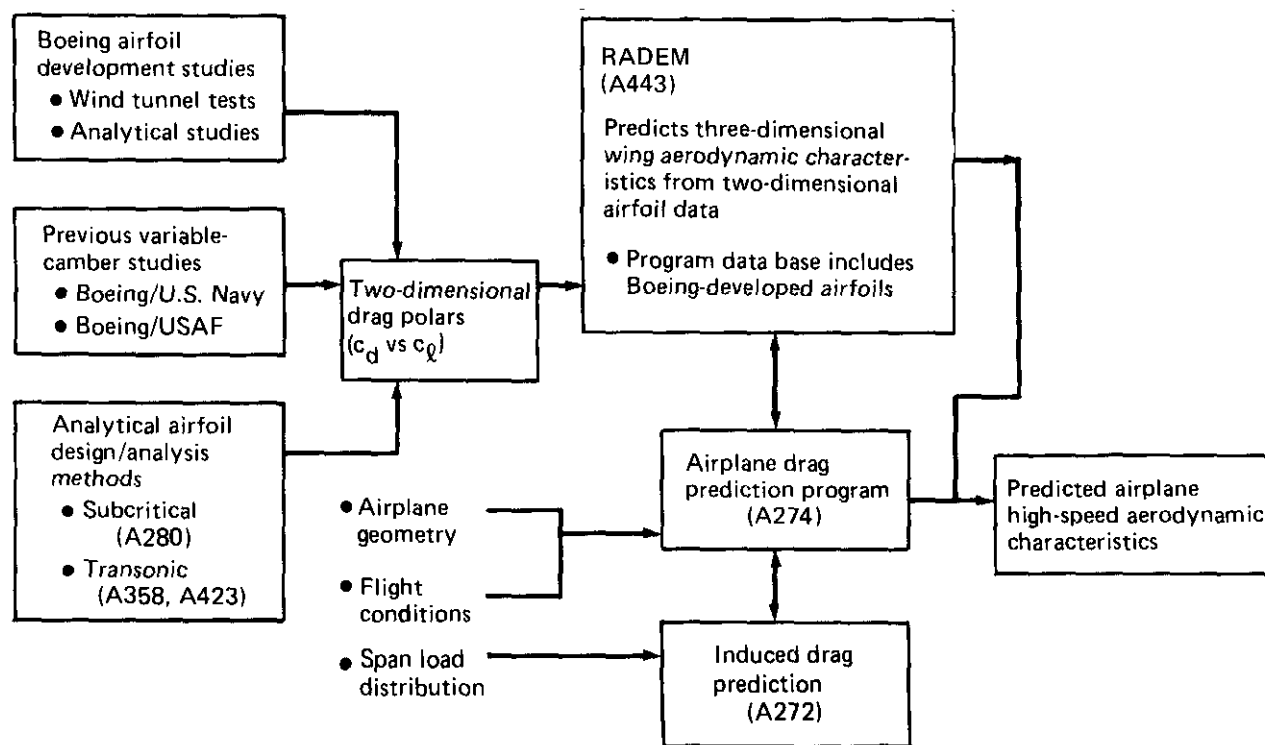 Boeing airfoil
development studies
● Wind tunnel tests
● Analytical studies
Previous variable-
camber studies
● Boeing/U.S. Navy
● Boeing/USAF
Analytical airfoil
design/analysis
methods
● Subcritical
(A280)
● Transonic
(A358, A423)
Two-dimensional
drag polars
(c_d vs c_ℓ)
RADEM
(A443)
Predicts three-dimensional
wing aerodynamic character-
istics from two-dimensional
airfoil data
● Program data base includes
Boeing-developed airfoils
● Airplane
geometry
● Flight
conditions
● Span load
distribution
Airplane drag
prediction program
(A274)
Induced drag
prediction
(A272)
Predicted airplane
high-speed aerodynamic
characteristics